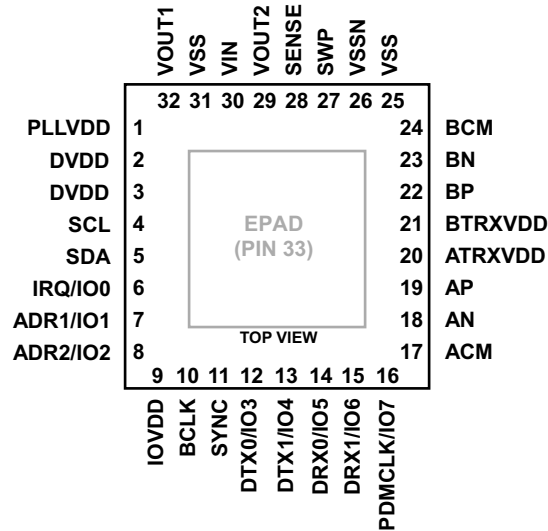 VOUT1
VSS
VIN
VOUT2
SENSE
SWP
VSSN
VSS
32 31 30 29 28 27 26 25
PLLVDD 1
DVDD 2
DVDD 3
SCL 4
SDA 5
IRQ/IO0 6
ADR1/IO1 7
ADR2/IO2 8
EPAD
(PIN 33)
TOP VIEW
24 BCM
23 BN
22 BP
21 BTRXVDD
20 ATRXVDD
19 AP
18 AN
17 ACM
9 10 11 12 13 14 15 16
IOVDD
BCLK
SYNC
DTX0/IO3
DTX1/IO4
DRX0/IO5
DRX1/IO6
PDMCLK/IO7